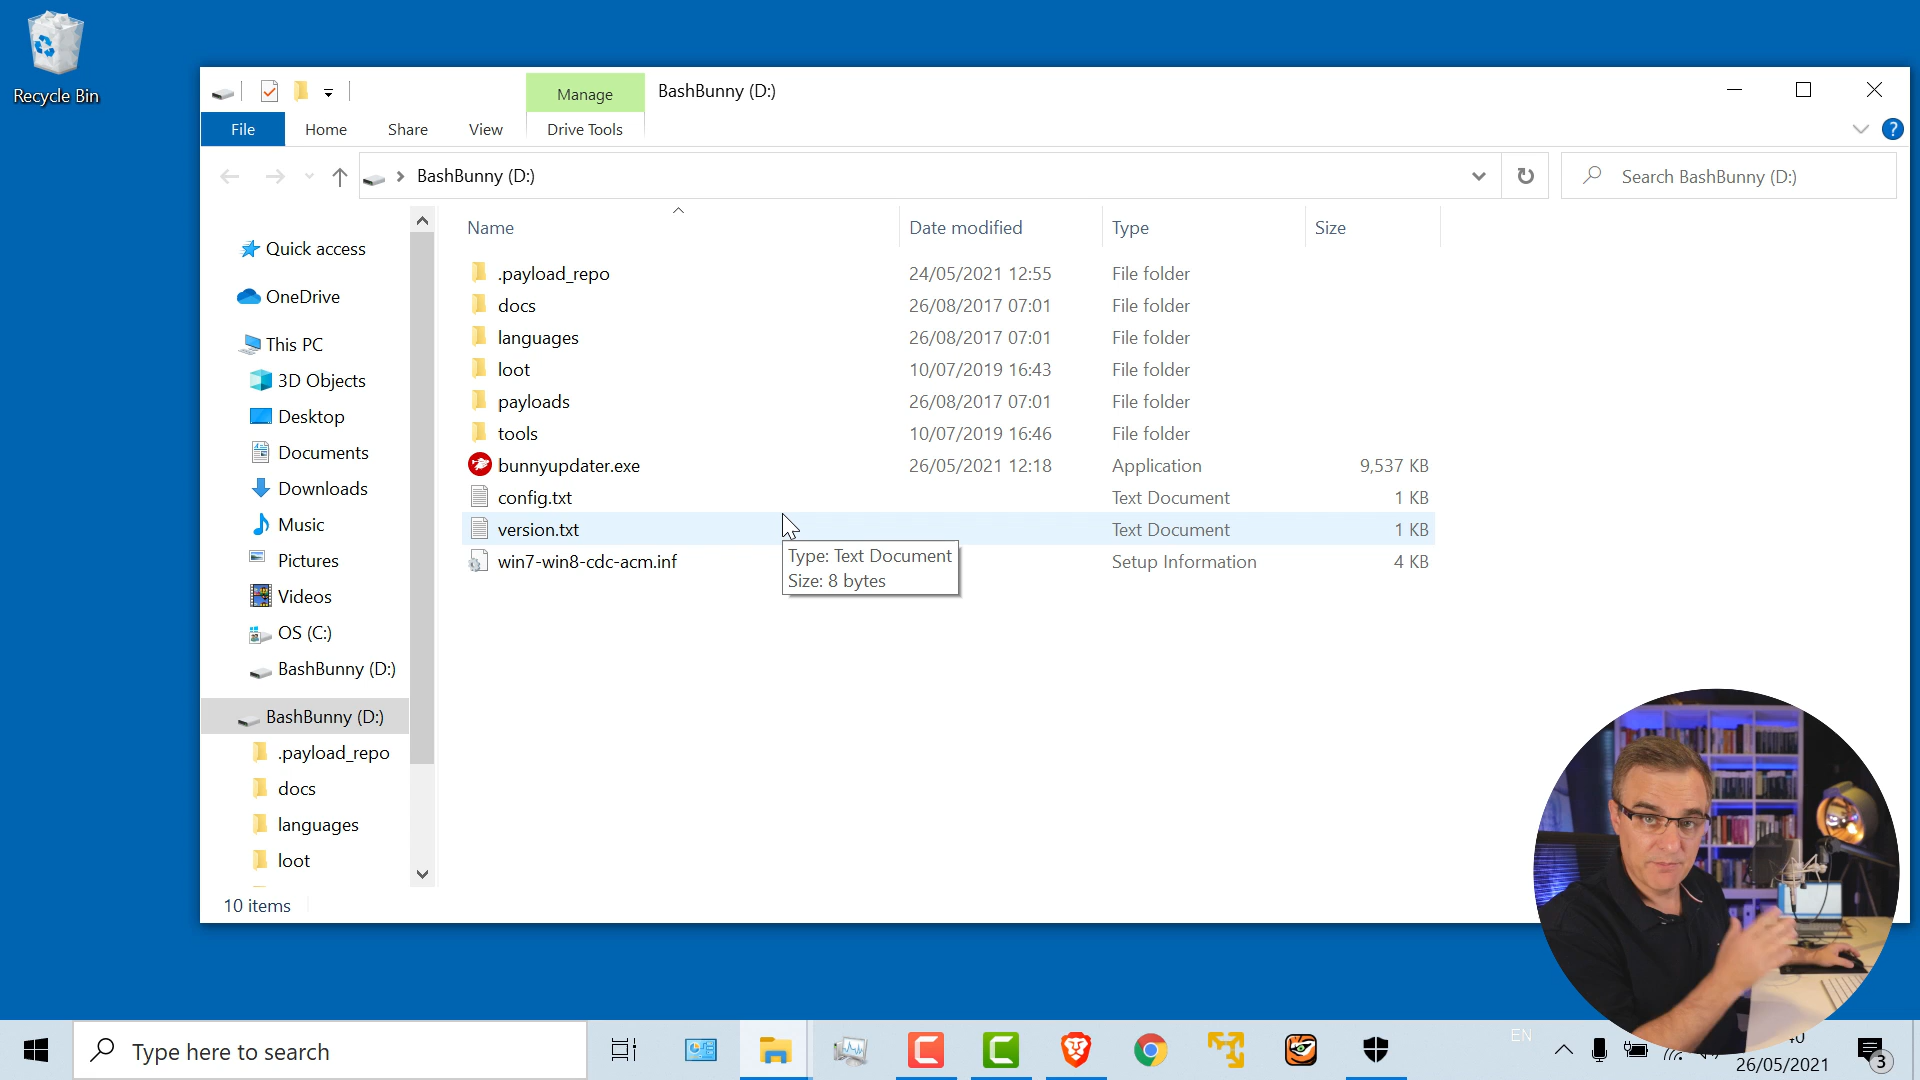 Recycle Bin
Manage
BashBunny (D:)
File
Home
Share
View
Drive Tools
BashBunny (D:)
Search BashBunny (D:)
Name
Date modified
Type
Size
Quick access
OneDrive
This PC
3D Objects
Desktop
Documents
Downloads
Music
Pictures
Videos
OS (C:)
BashBunny (D:)
BashBunny (D:)
.payload_repo
docs
languages
loot
.payload_repo 24/05/2021 12:55 File folder
docs 26/08/2017 07:01 File folder
languages 26/08/2017 07:01 File folder
loot 10/07/2019 16:43 File folder
payloads 26/08/2017 07:01 File folder
tools 10/07/2019 16:46 File folder
bunnyupdater.exe 26/05/2021 12:18 Application 9,537 KB
config.txt Text Document 1 KB
version.txt Text Document 1 KB
win7-win8-cdc-acm.inf Setup Information 4 KB
Type: Text Document
Size: 8 bytes
10 items
Type here to search
EN
26/05/2021
3